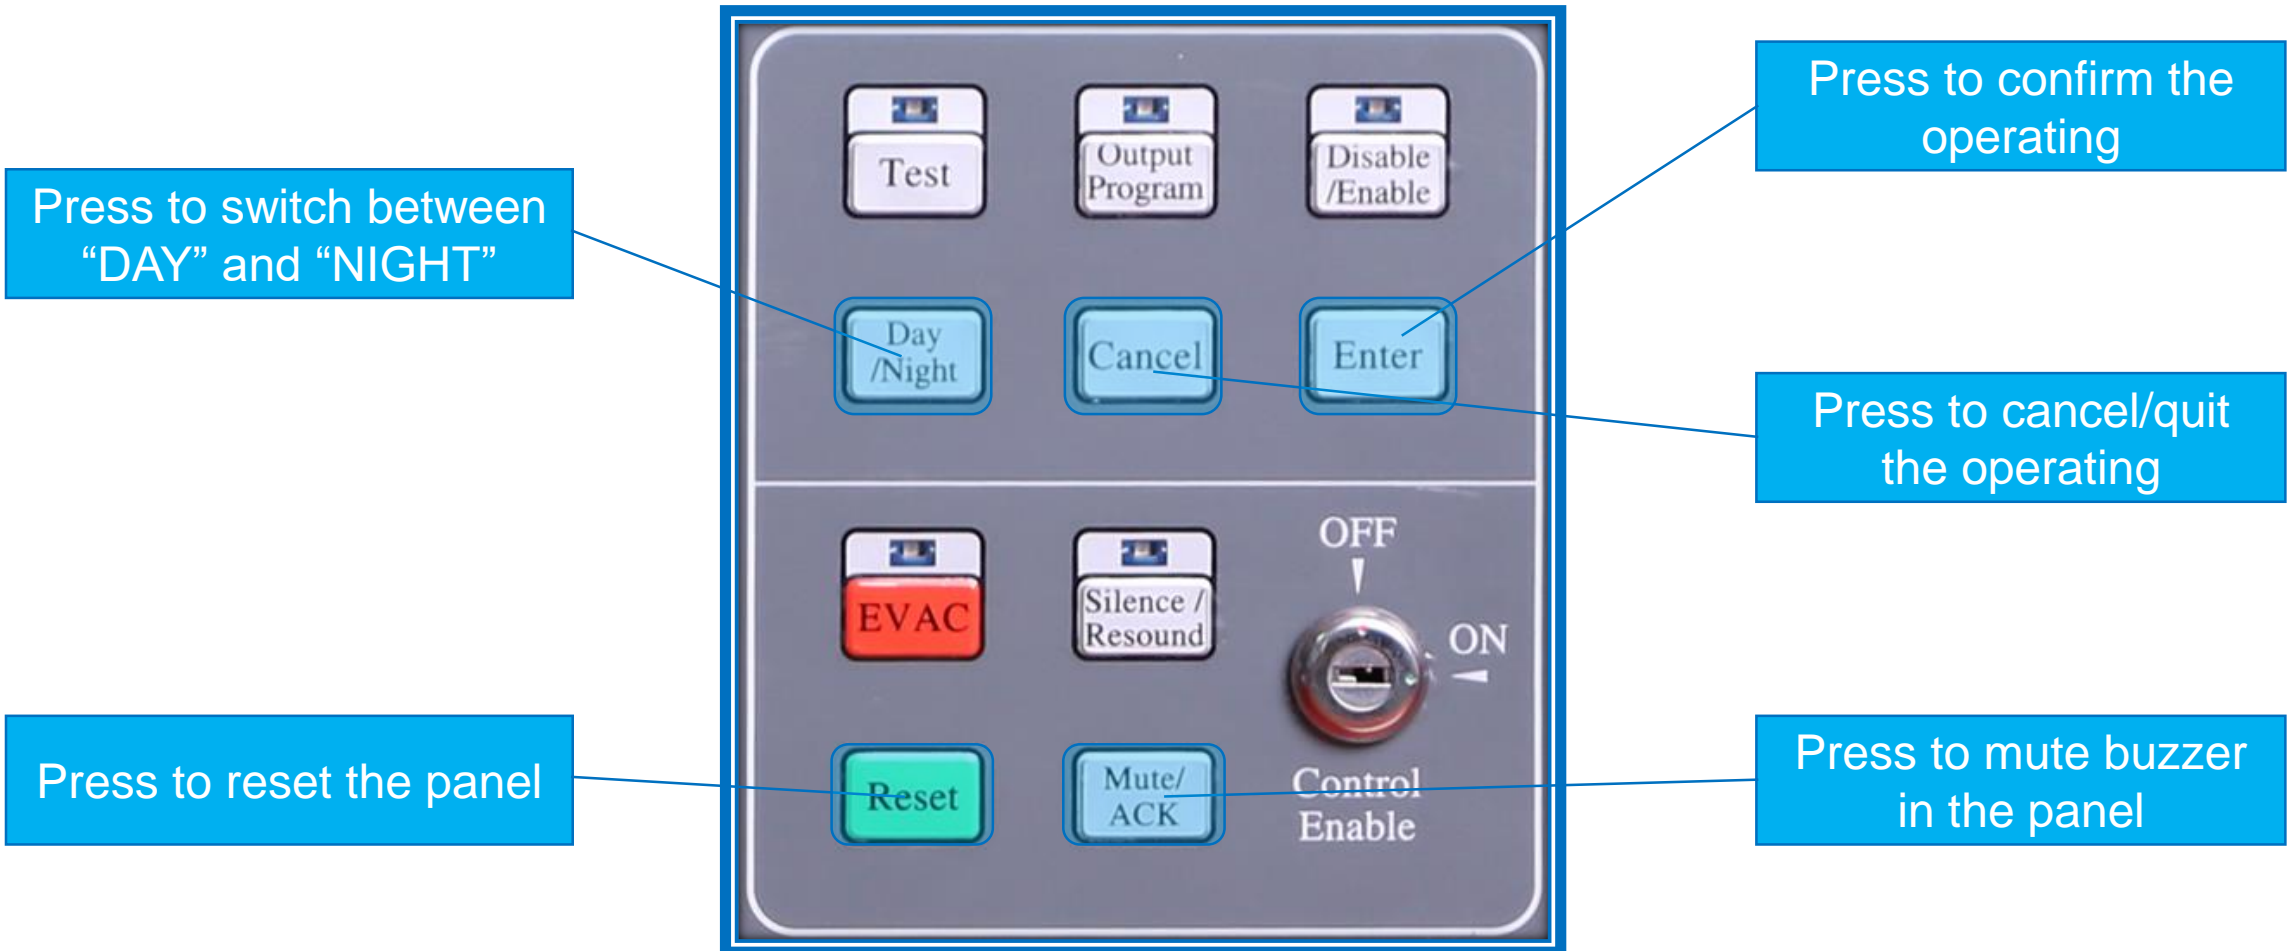 Press to switch between
“DAY” and “NIGHT”
Press to reset the panel
Test
Output
Program
Disable
/Enable
Day
/Night
Cancel
Enter
EVAC
Silence /
Resound
OFF
ON
Reset
Mute/
ACK
Control
Enable
Press to confirm the
operating
Press to cancel/quit
the operating
Press to mute buzzer
in the panel